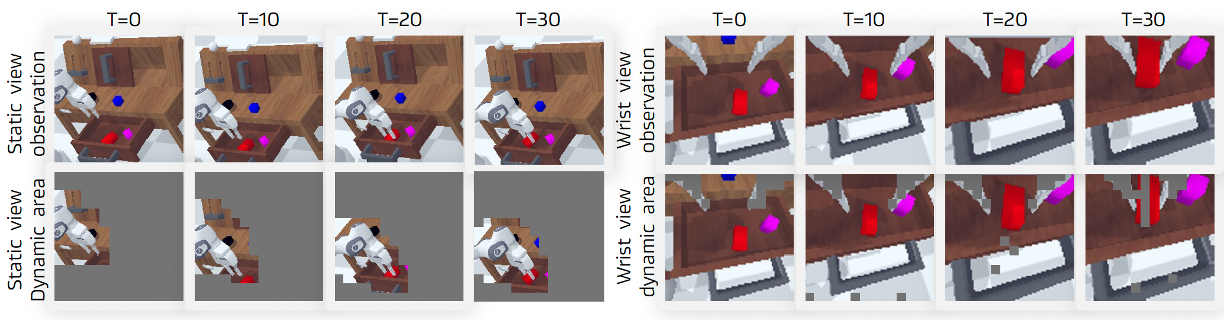 T=0 T=10 T=20 T=30
Static view
observation
Static view
Dynamic area
T=0 T=10 T=20 T=30
Wrist view
observation
Wrist view
dynamic area